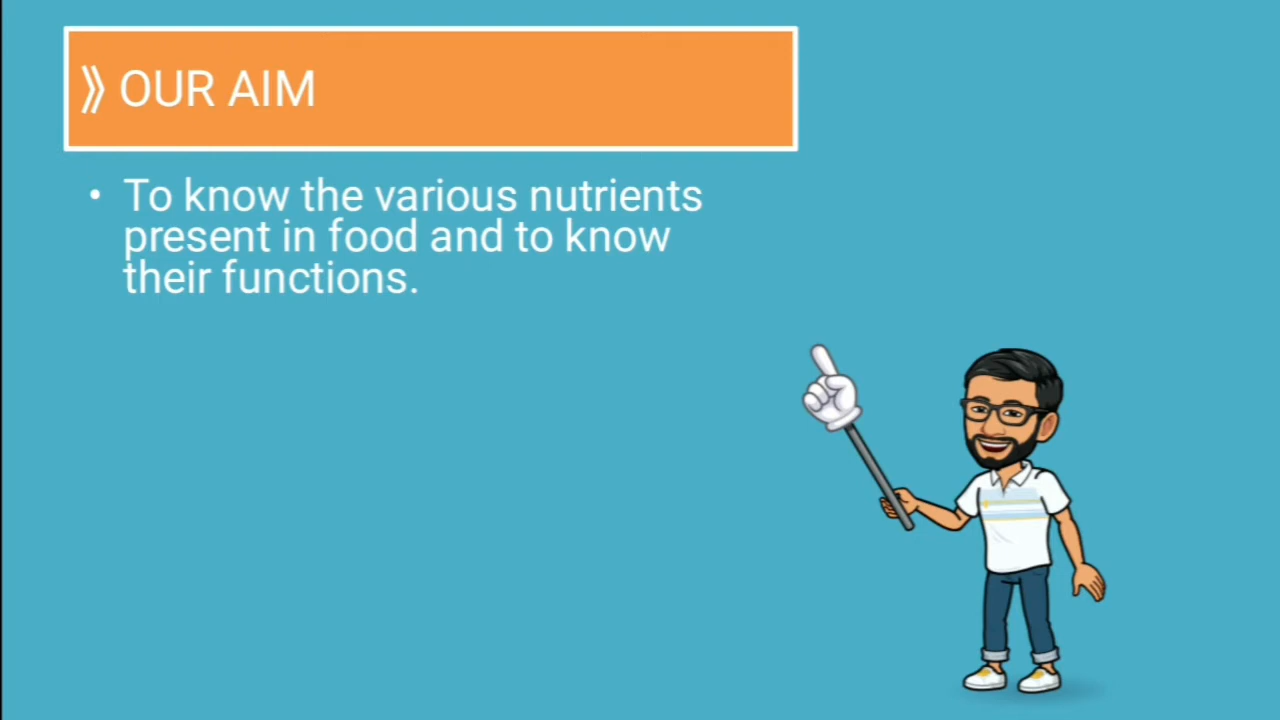 ⟫ OUR AIM
• To know the various nutrients
present in food and to know
their functions.